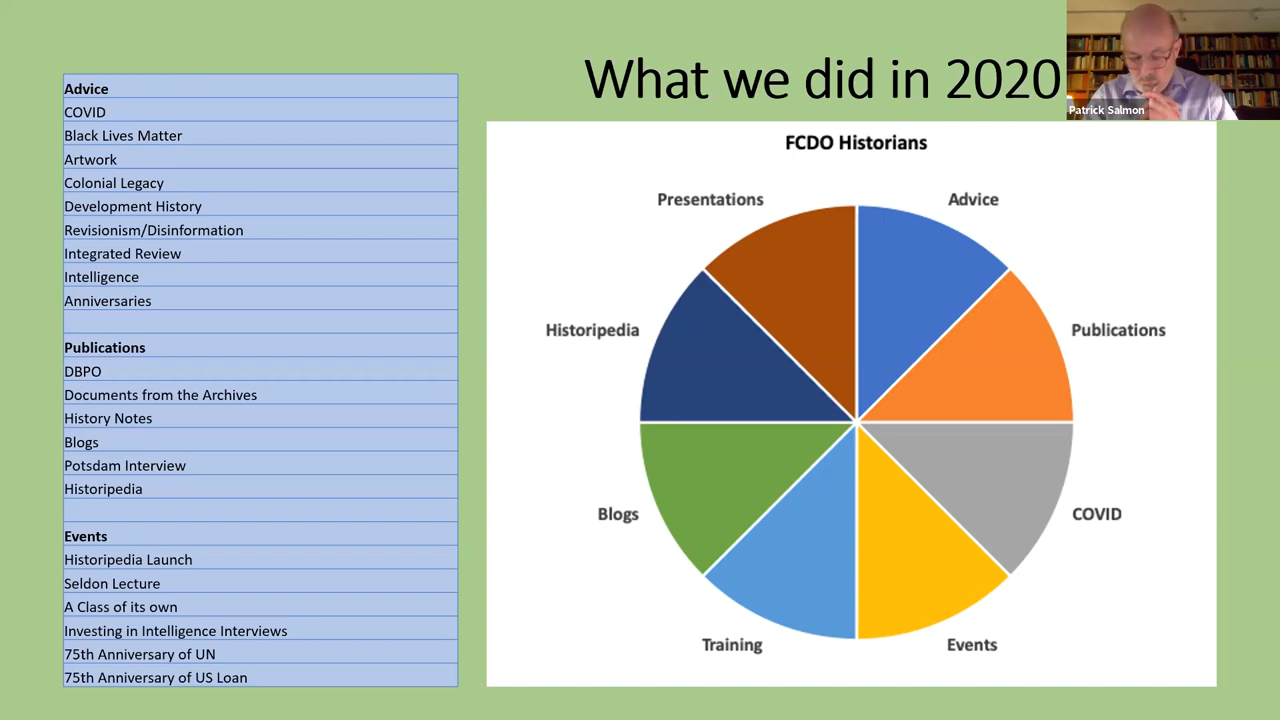 What we did in 2020
Patrick Salmon
Advice
COVID
Black Lives Matter
Artwork
Colonial Legacy
Development History
Revisionism/Disinformation
Integrated Review
Intelligence
Anniversaries
Publications
DBPO
Documents from the Archives
History Notes
Blogs
Potsdam Interview
Historipedia
Events
Historipedia Launch
Seldon Lecture
A Class of its own
Investing in Intelligence Interviews
75th Anniversary of UN
75th Anniversary of US Loan
FCDO Historians
Presentations
Advice
Historipedia
Publications
Blogs
COVID
Training
Events